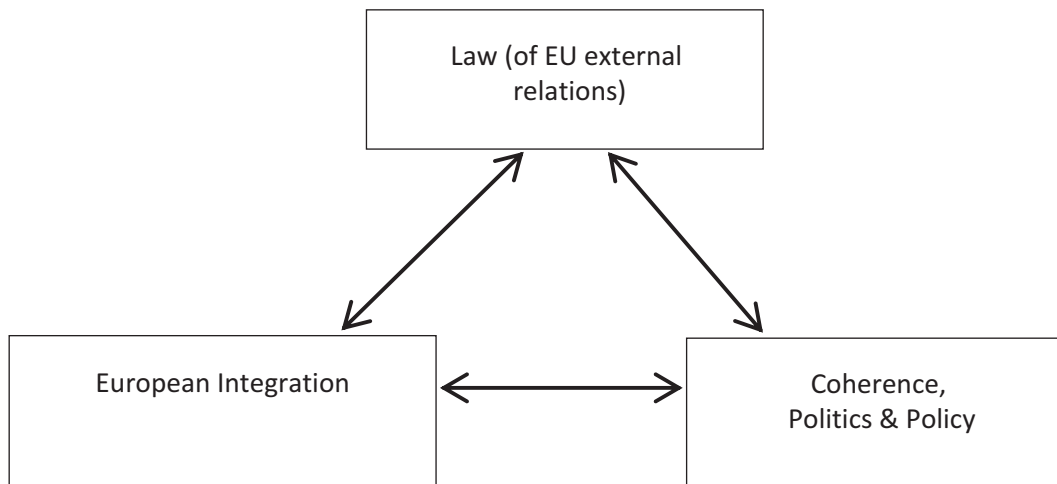 Law (of EU external
relations)
European Integration
Coherence,
Politics & Policy